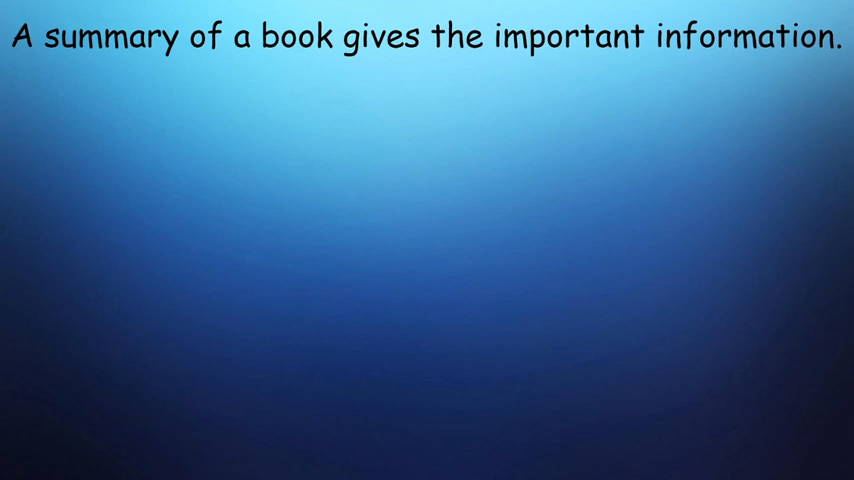 A summary of a book gives the important information.